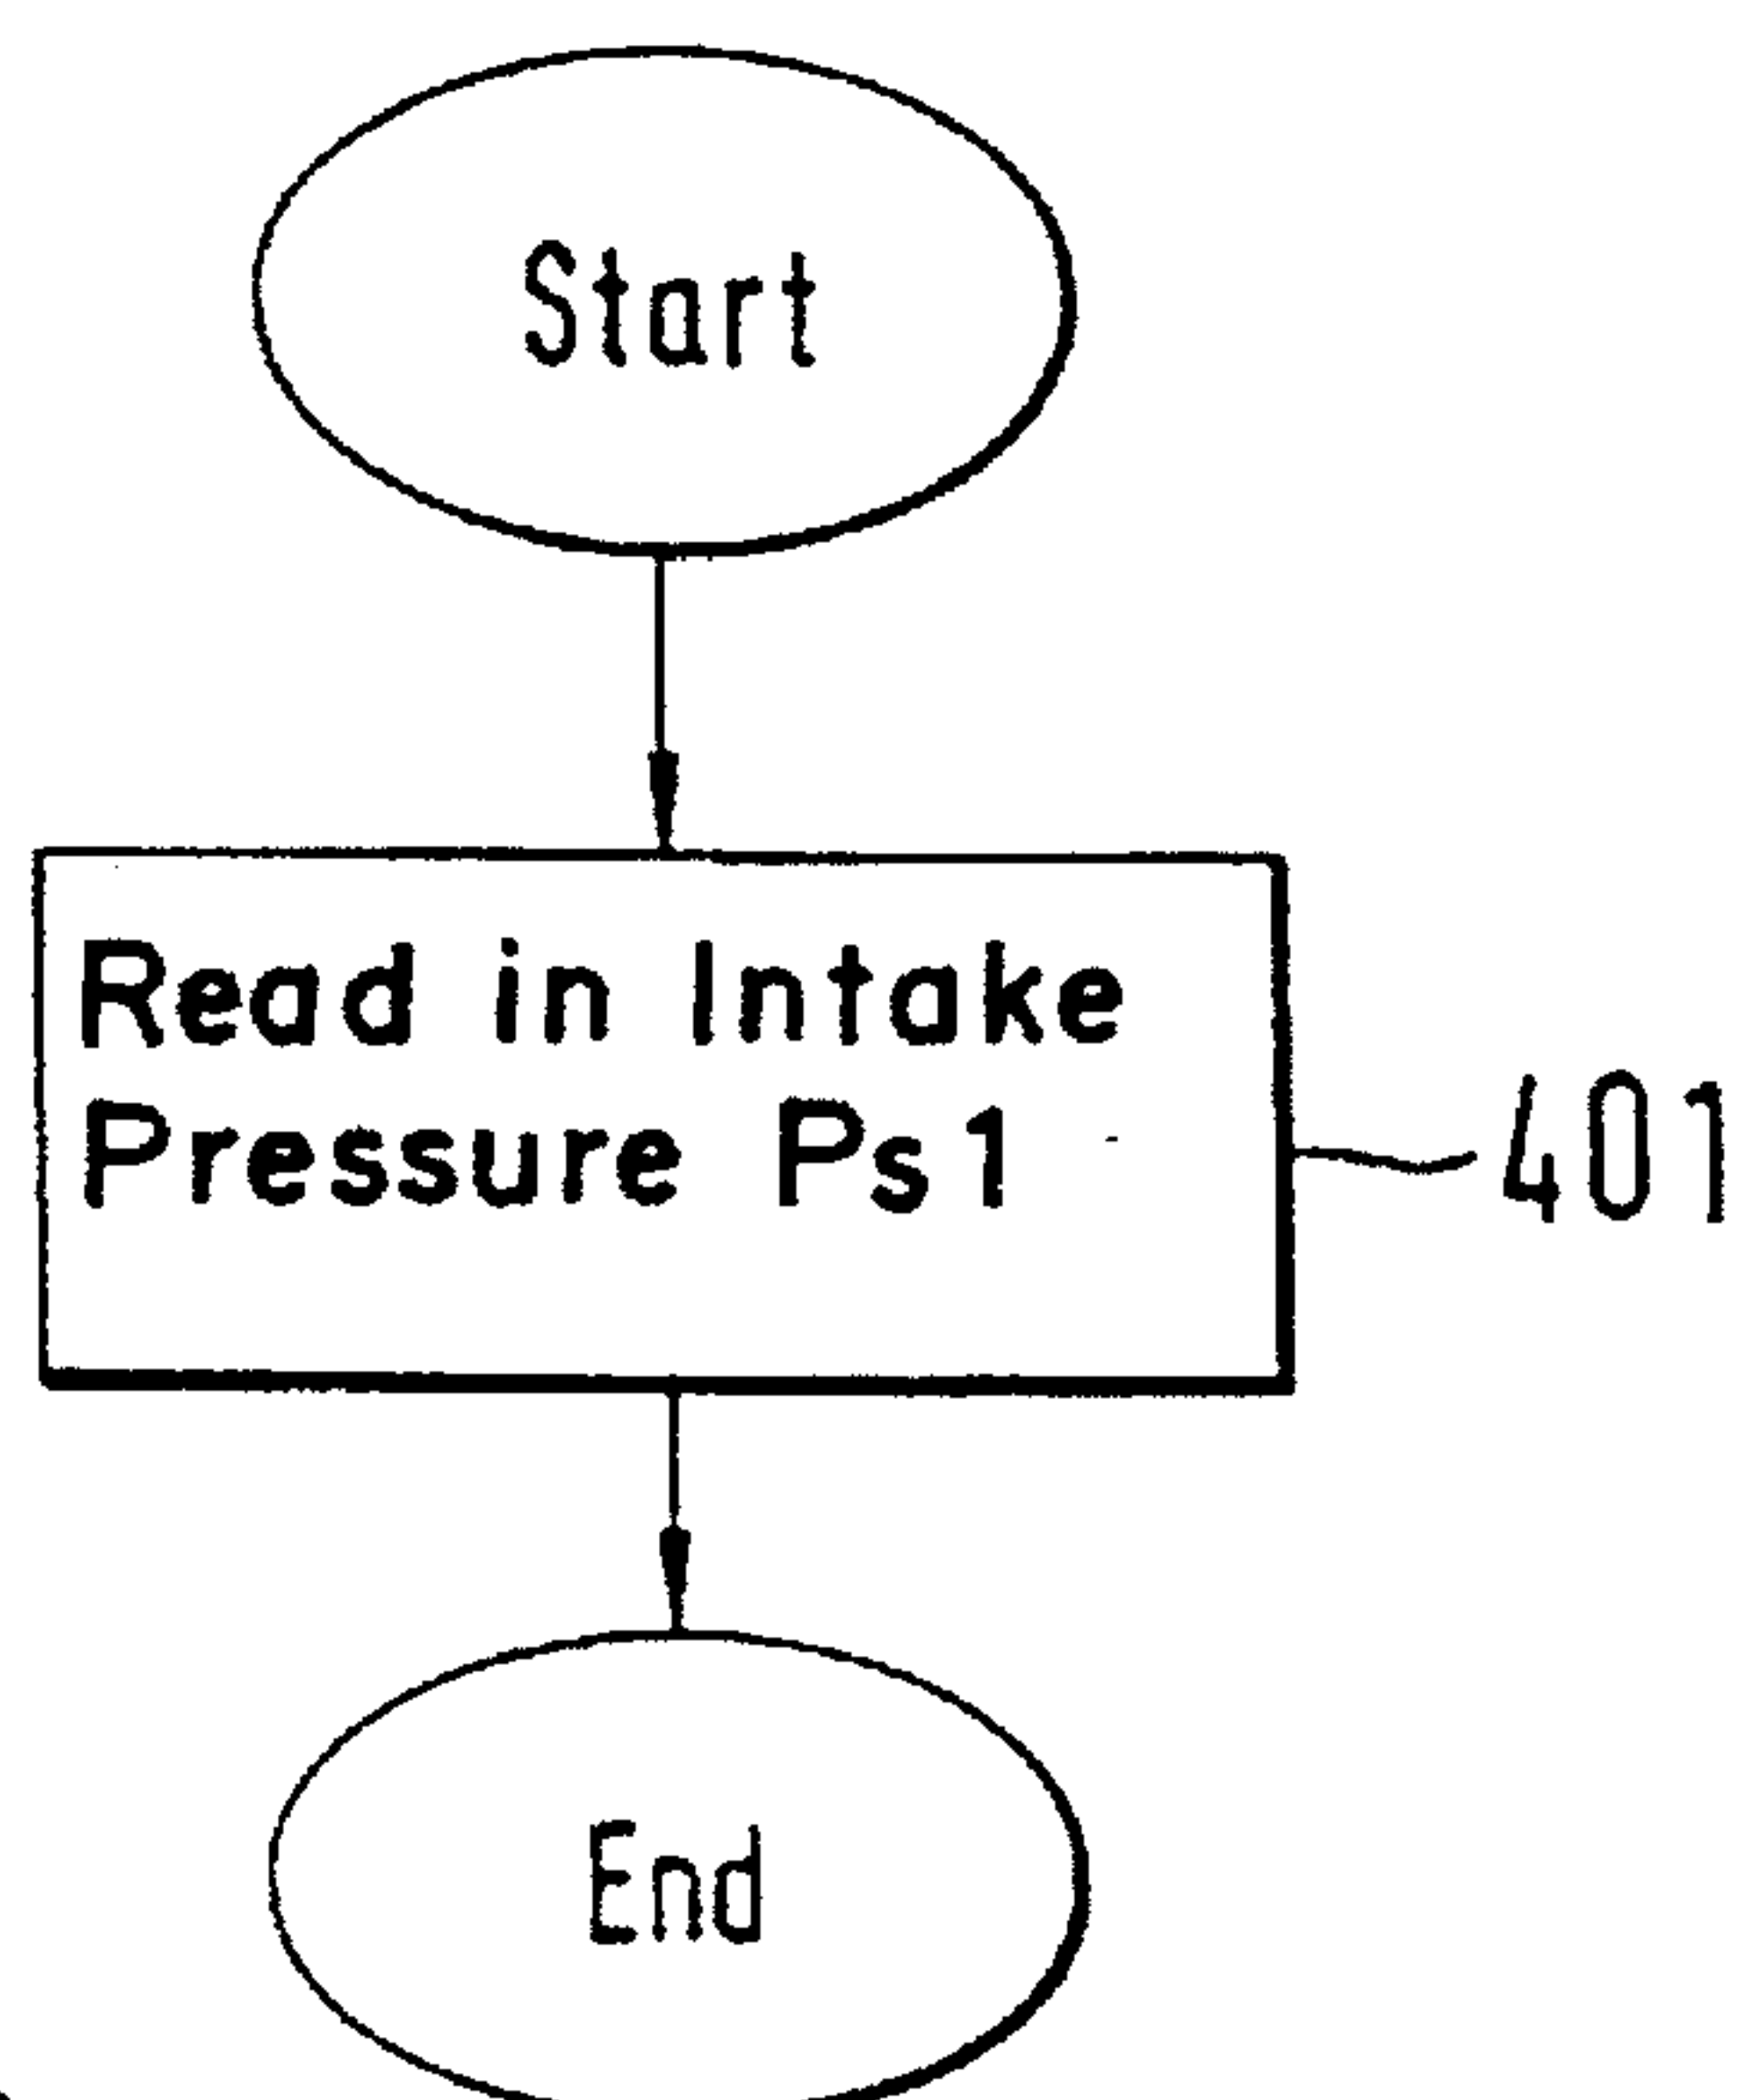 Start
Read in Intake
Pressure Ps1
401
End